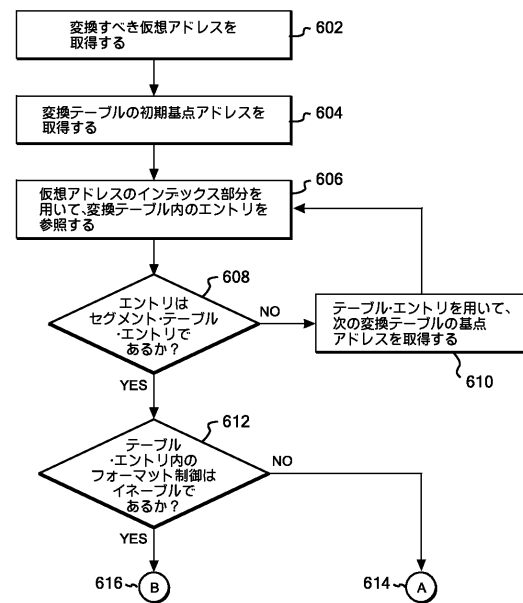 変換すべき仮想アドレスを
取得する
602
変換テーブルの初期基点アドレスを
取得する
604
仮想アドレスのインデックス部分を
用いて、変換テーブル内のエントリを
参照する
606
エントリは
セグメント・テーブル
・エントリで
あるか？
608
NO
YES
テーブル・エントリを用いて、
次の変換テーブルの基点
アドレスを取得する
610
テーブル
・エントリ内の
フォーマット制御は
イネーブルで
あるか？
612
NO
YES
616
B
614
A